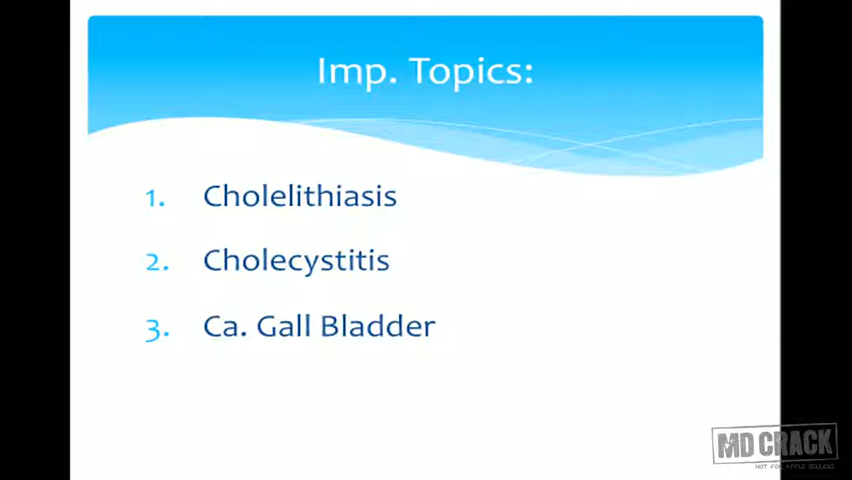 Imp. Topics:
1. Cholelithiasis
2. Cholecystitis
3. Ca. Gall Bladder
MD CRACK